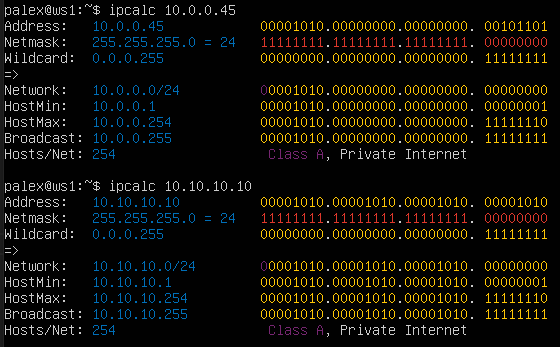 palex@ws1:~$ ipcalc 10.0.0.45
Address:   10.0.0.45            00001010.00000000.00000000. 00101101
Netmask:   255.255.255.0 = 24   11111111.11111111.11111111. 00000000
Wildcard:  0.0.0.255            00000000.00000000.00000000. 11111111
=>
Network:   10.0.0.0/24          00001010.00000000.00000000. 00000000
HostMin:   10.0.0.1             00001010.00000000.00000000. 00000001
HostMax:   10.0.0.254           00001010.00000000.00000000. 11111110
Broadcast: 10.0.0.255           00001010.00000000.00000000. 11111111
Hosts/Net: 254                   Class A, Private Internet
palex@ws1:~$ ipcalc 10.10.10.10
Address:   10.10.10.10          00001010.00001010.00001010. 00001010
Netmask:   255.255.255.0 = 24   11111111.11111111.11111111. 00000000
Wildcard:  0.0.0.255            00000000.00000000.00000000. 11111111
=>
Network:   10.10.10.0/24        00001010.00001010.00001010. 00000000
HostMin:   10.10.10.1           00001010.00001010.00001010. 00000001
HostMax:   10.10.10.254         00001010.00001010.00001010. 11111110
Broadcast: 10.10.10.255         00001010.00001010.00001010. 11111111
Hosts/Net: 254                   Class A, Private Internet